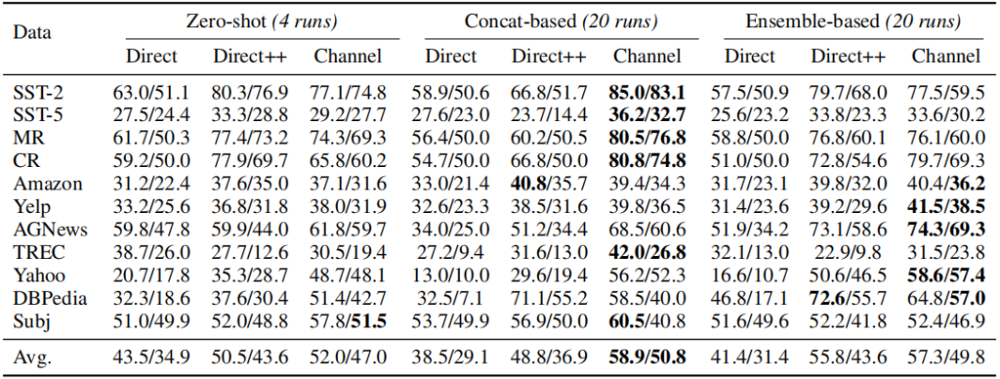 Data Zero-shot (4 runs) Concat-based (20 runs) Ensemble-based (20 runs)
Direct Direct++ Channel Direct Direct++ Channel Direct Direct++ Channel
SST-2 63.0/51.1 80.3/76.9 77.1/74.8 58.9/50.6 66.8/51.7 85.0/83.1 57.5/50.9 79.7/68.0 77.5/59.5
SST-5 27.5/24.4 33.3/28.8 29.2/27.7 27.6/23.0 23.7/14.4 36.2/32.7 25.6/23.2 33.8/23.3 33.6/30.2
MR 61.7/50.3 77.4/73.2 74.3/69.3 56.4/50.0 60.2/50.5 80.5/76.8 58.8/50.0 76.8/60.1 76.1/60.0
CR 59.2/50.0 77.9/69.7 65.8/60.2 54.7/50.0 66.8/50.0 80.8/74.8 51.0/50.0 72.8/54.6 79.7/69.3
Amazon 31.2/22.4 37.6/35.0 37.1/31.6 33.0/21.4 40.8/35.7 39.4/34.3 31.7/23.1 39.8/32.0 40.4/36.2
Yelp 33.2/25.6 36.8/31.8 38.0/31.9 32.6/23.3 38.5/31.6 39.8/36.5 31.4/23.6 39.2/29.6 41.5/38.5
AGNews 59.8/47.8 59.9/44.0 61.8/59.7 34.0/25.0 51.2/34.4 68.5/60.6 51.9/34.2 73.1/58.6 74.3/69.3
TREC 38.7/26.0 27.7/12.6 30.5/19.4 27.2/9.4 31.6/13.0 42.0/26.8 32.1/13.0 22.9/9.8 31.5/23.8
Yahoo 20.7/17.8 35.3/28.7 48.7/48.1 13.0/10.0 29.6/19.4 56.2/52.3 16.6/10.7 50.6/46.5 58.6/57.4
DBPedia 32.3/18.6 37.6/30.4 51.4/42.7 32.5/7.1 71.1/55.2 58.5/40.0 46.8/17.1 72.6/55.7 64.8/57.0
Subj 51.0/49.9 52.0/48.8 57.8/51.5 53.7/49.9 56.9/50.0 60.5/40.8 51.6/49.6 52.2/41.8 52.4/46.9
Avg. 43.5/34.9 50.5/43.6 52.0/47.0 38.5/29.1 48.8/36.9 58.9/50.8 41.4/31.4 55.8/43.6 57.3/49.8